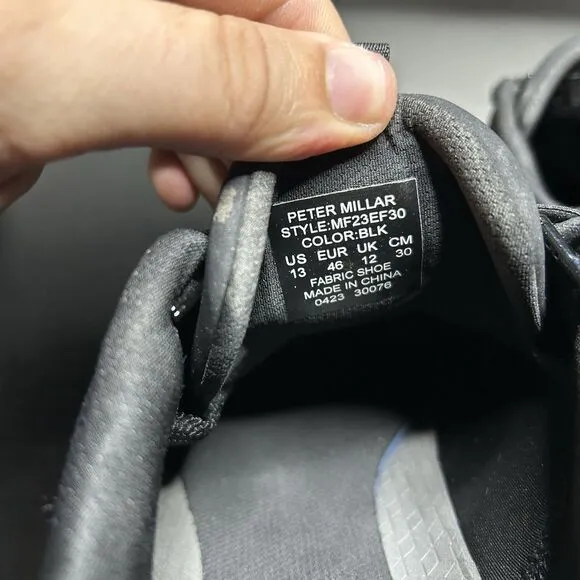 PETER MILLAR
STYLE:MF23EF30
COLOR:BLK
US EUR UK CM
13 46 12 30
FABRIC SHOE
MADE IN CHINA
0423 30076